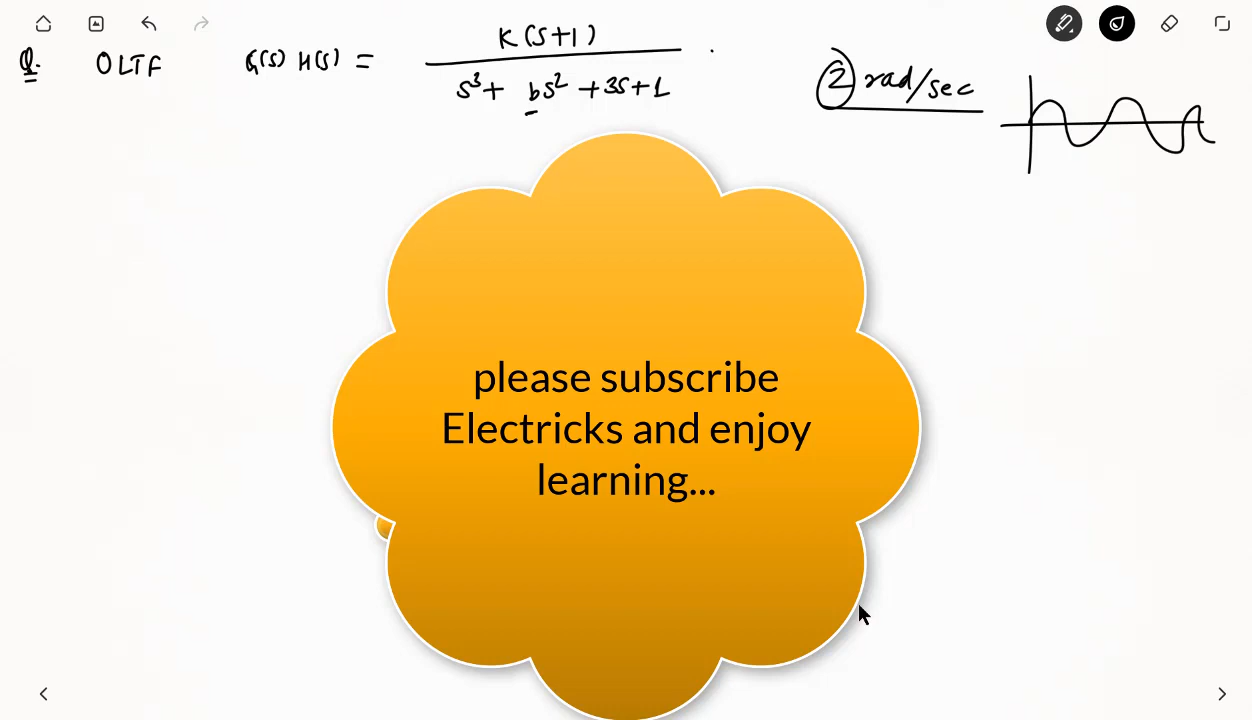 Q. OLTF G(s) H(s) = K(s+1) / s³ + bs² + 3s + 1
2 rad/sec
please subscribe
Electricks and enjoy
learning...